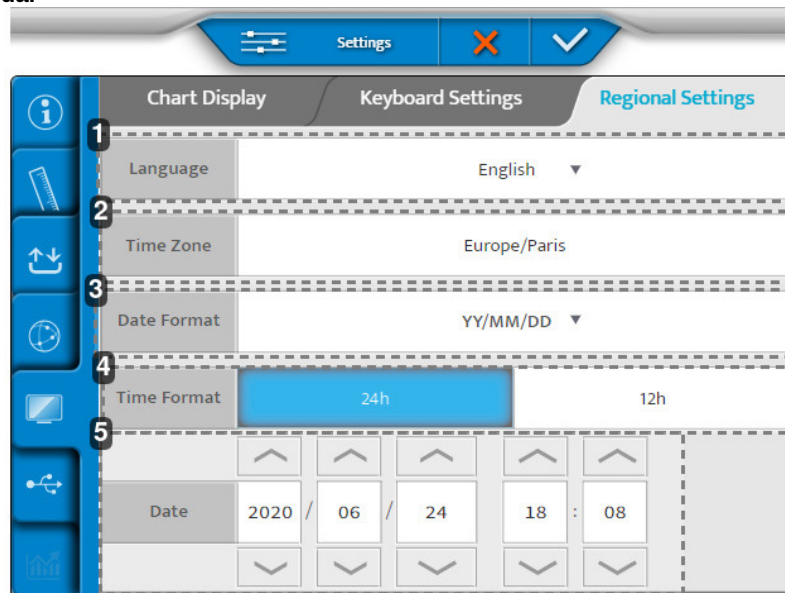 Settings
Chart Display Keyboard Settings Regional Settings
1
Language English
2
Time Zone Europe/Paris
3
Date Format YY/MM/DD
4
Time Format 24h 12h
5
Date 2020 / 06 / 24 18 : 08